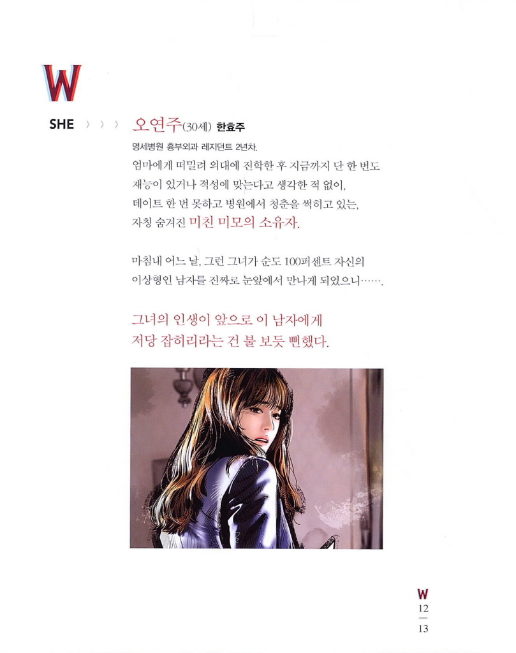 W
SHE > > > 오연주(30세) 한효주
명세병원 흉부외과 레지던트 2년차.
엄마에게 떠밀려 의대에 진학한 후 지금까지 단 한 번도
재능이 있거나 적성에 맞는다고 생각한 적 없이,
데이트 한 번 못하고 병원에서 청춘을 썩히고 있는,
자칭 숨겨진 미친 미모의 소유자.
마침내 어느 날, 그런 그녀가 순도 100퍼센트 자신의
이상형인 남자를 진짜로 눈앞에서 만나게 되었으니…….
그녀의 인생이 앞으로 이 남자에게
저당 잡히리라는 건 불 보듯 뻔했다.
W
12
13